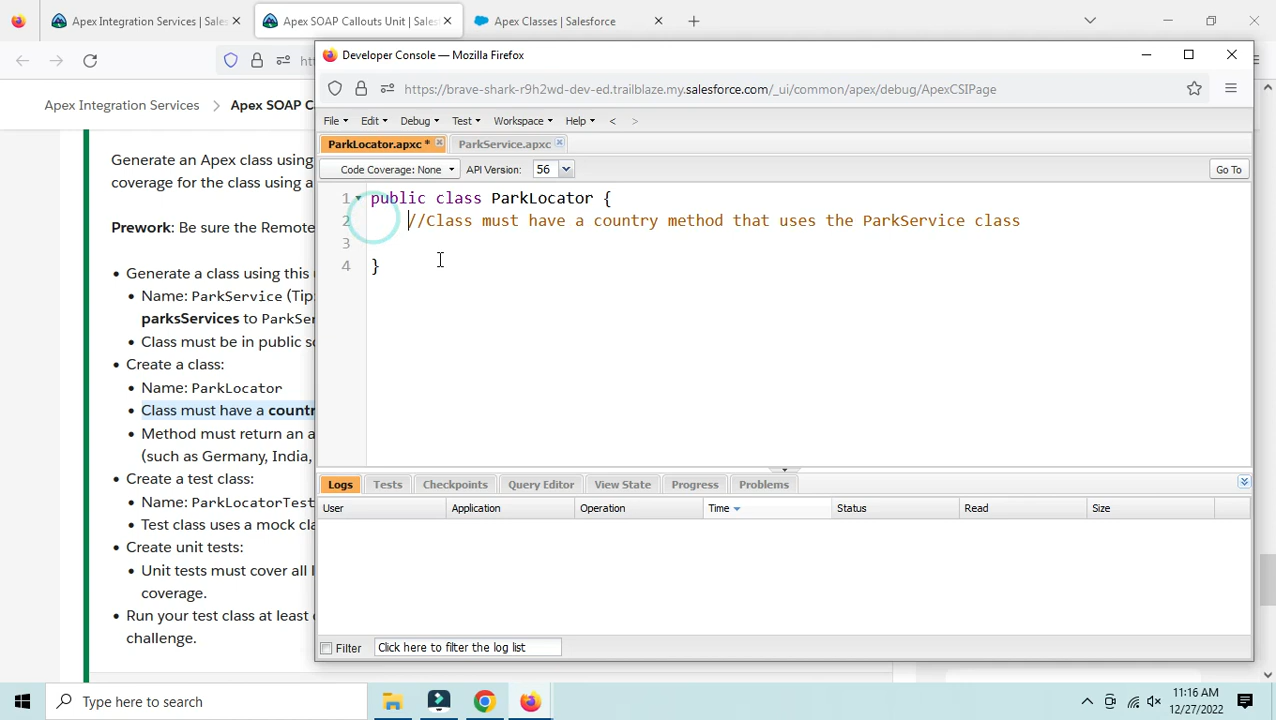 Apex Integration Services | Sales
Apex SOAP Callouts Unit | Sales
Apex Classes | Salesforce
Developer Console — Mozilla Firefox
https://brave-shark-r9h2wd-dev-ed.trailblaze.my.salesforce.com/_ui/common/apex/debug/ApexCSIPage
Apex Integration Services
Apex SOAP C
File
Edit
Debug
Test
Workspace
Help
<
>
ParkLocator.apxc *
ParkService.apxc
Code Coverage: None
API Version:
56
Go To
1 public class ParkLocator {
2 //Class must have a country method that uses the ParkService class
3
4 }
Generate an Apex class using
coverage for the class using a
Prework: Be sure the Remote
Generate a class using this
Name: ParkService (Tip:
parksServices to ParkSer
Class must be in public s
Create a class:
Name: ParkLocator
Class must have a countr
Method must return an a
(such as Germany, India,
Create a test class:
Name: ParkLocatorTest
Test class uses a mock cla
Create unit tests:
Unit tests must cover all l
coverage.
Run your test class at least
challenge.
Logs
Tests
Checkpoints
Query Editor
View State
Progress
Problems
User
Application
Operation
Time
Status
Read
Size
Filter
Click here to filter the log list
Type here to search
11:16 AM
12/27/2022